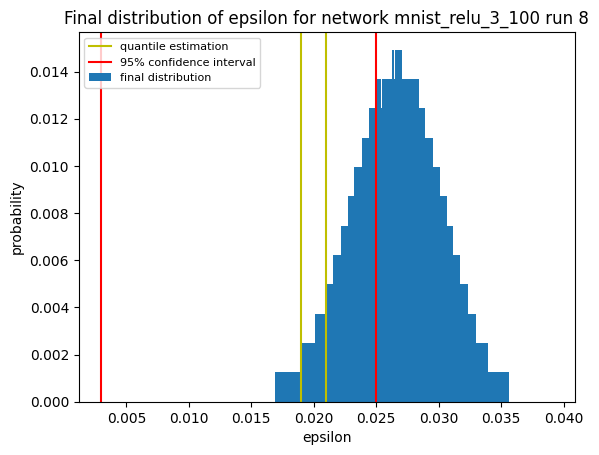 Final distribution of epsilon for network mnist_relu_3_100 run 8
quantile estimation
95% confidence interval
final distribution
0.014
0.012
0.010
0.008
0.006
0.004
0.002
0.000
probability
0.005 0.010 0.015 0.020 0.025 0.030 0.035 0.040
epsilon